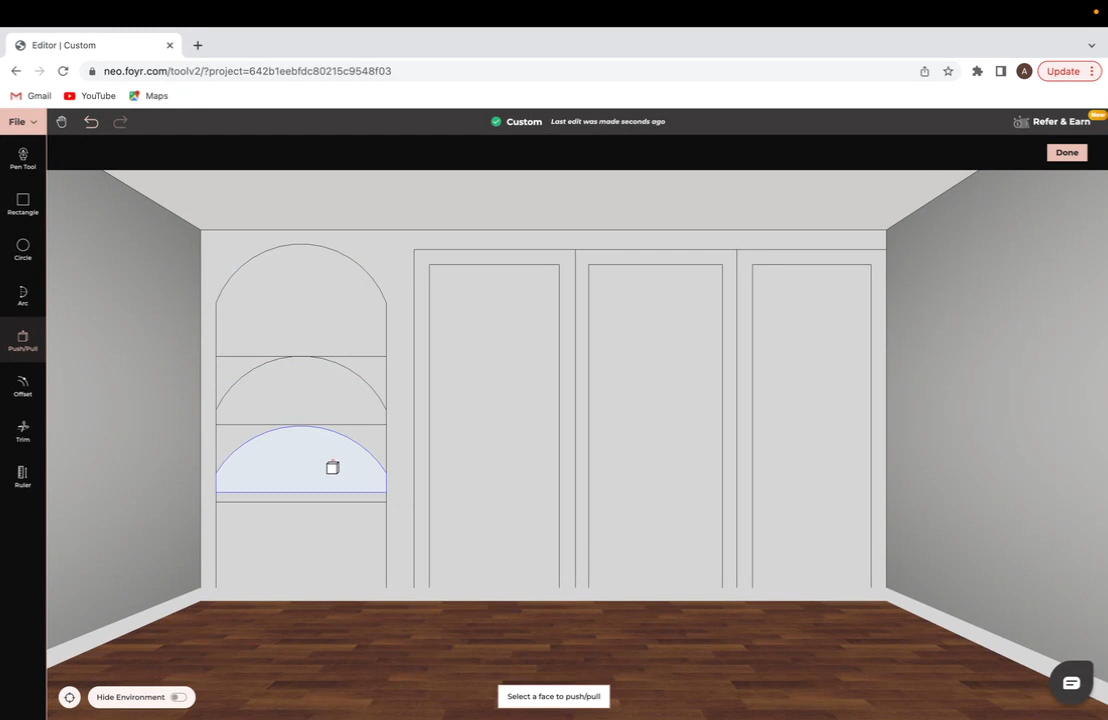 Editor | Custom
neo.foyr.com/toolv2/?project=642b1eebfdc80215c9548f03
A
Update
Gmail
YouTube
Maps
File
Custom
Last edit was made seconds ago
Refer & Earn
New
Done
Pen Tool
Rectangle
Circle
Arc
Push/Pull
Offset
Trim
Ruler
Hide Environment
Select a face to push/pull